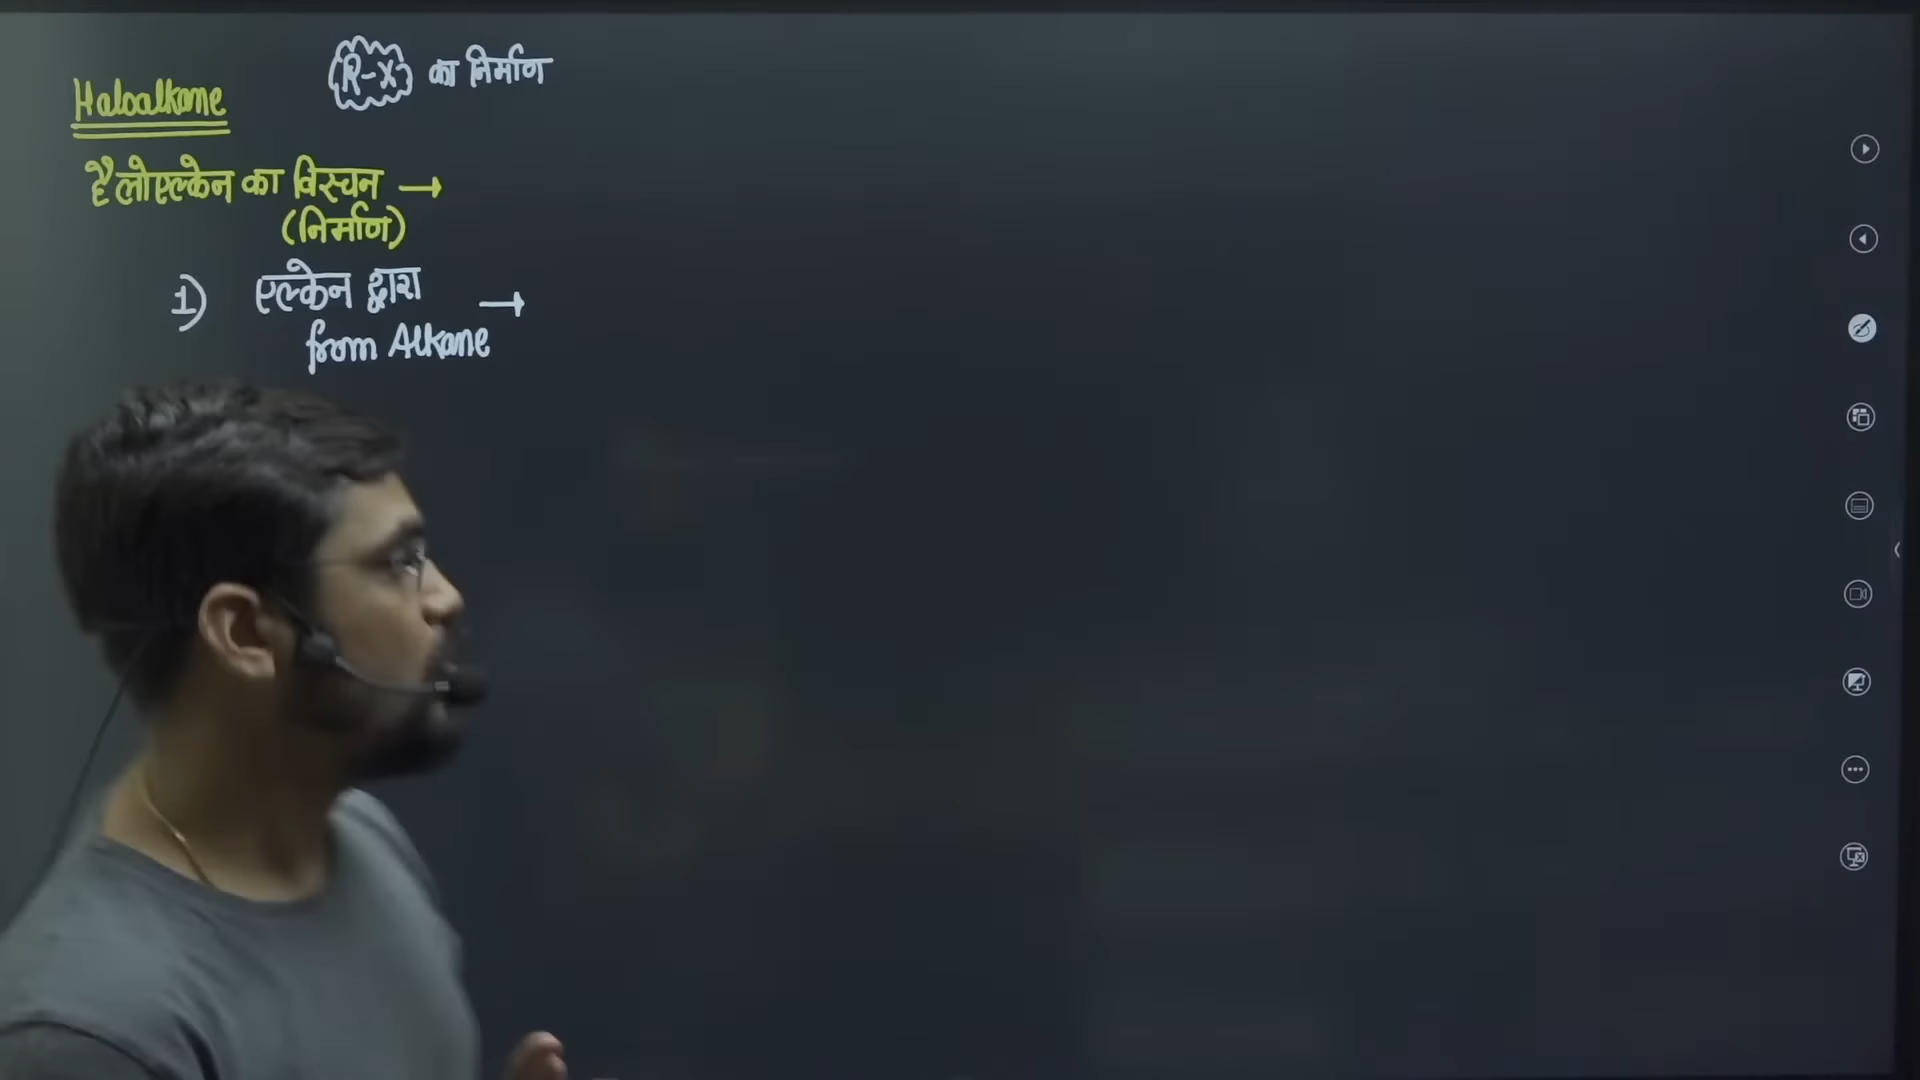 Haloalkane
(R-X) का निर्माण
हैलोएल्केन का विरचन →
(निर्माण)
1) एल्केन द्वारा →
from Alkane